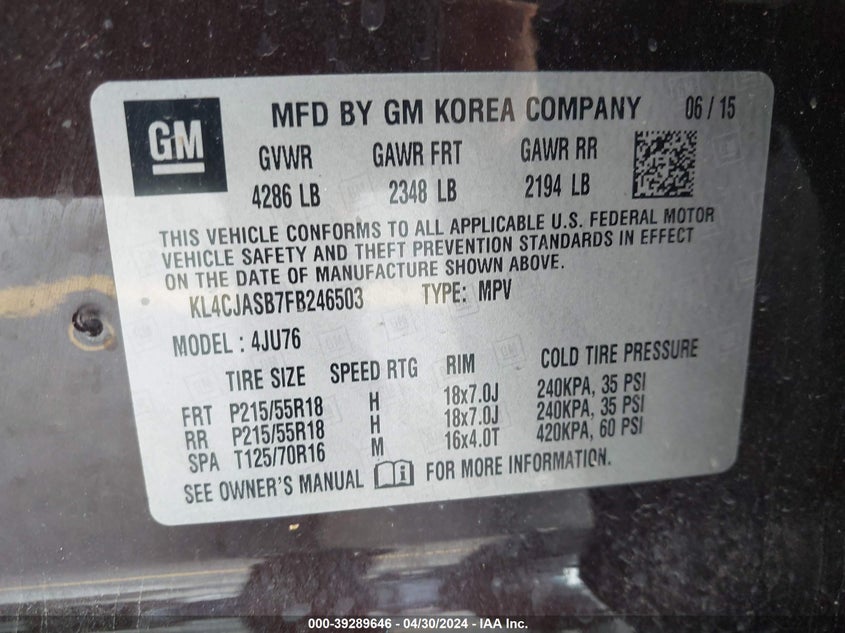 GM
MFD BY GM KOREA COMPANY 06/15
GVWR GAWR FRT GAWR RR
4286 LB 2348 LB 2194 LB
THIS VEHICLE CONFORMS TO ALL APPLICABLE U.S. FEDERAL MOTOR
VEHICLE SAFETY AND THEFT PREVENTION STANDARDS IN EFFECT
ON THE DATE OF MANUFACTURE SHOWN ABOVE.
KL4CJASB7FB246503 TYPE: MPV
MODEL : 4JU76
TIRE SIZE SPEED RTG RIM COLD TIRE PRESSURE
FRT P215/55R18 H 18x7.0J 240KPA, 35 PSI
RR P215/55R18 H 18x7.0J 240KPA, 35 PSI
SPA T125/70R16 M 16x4.0T 420KPA, 60 PSI
SEE OWNER'S MANUAL FOR MORE INFORMATION.
000-39289646 - 04/30/2024 - IAA Inc.